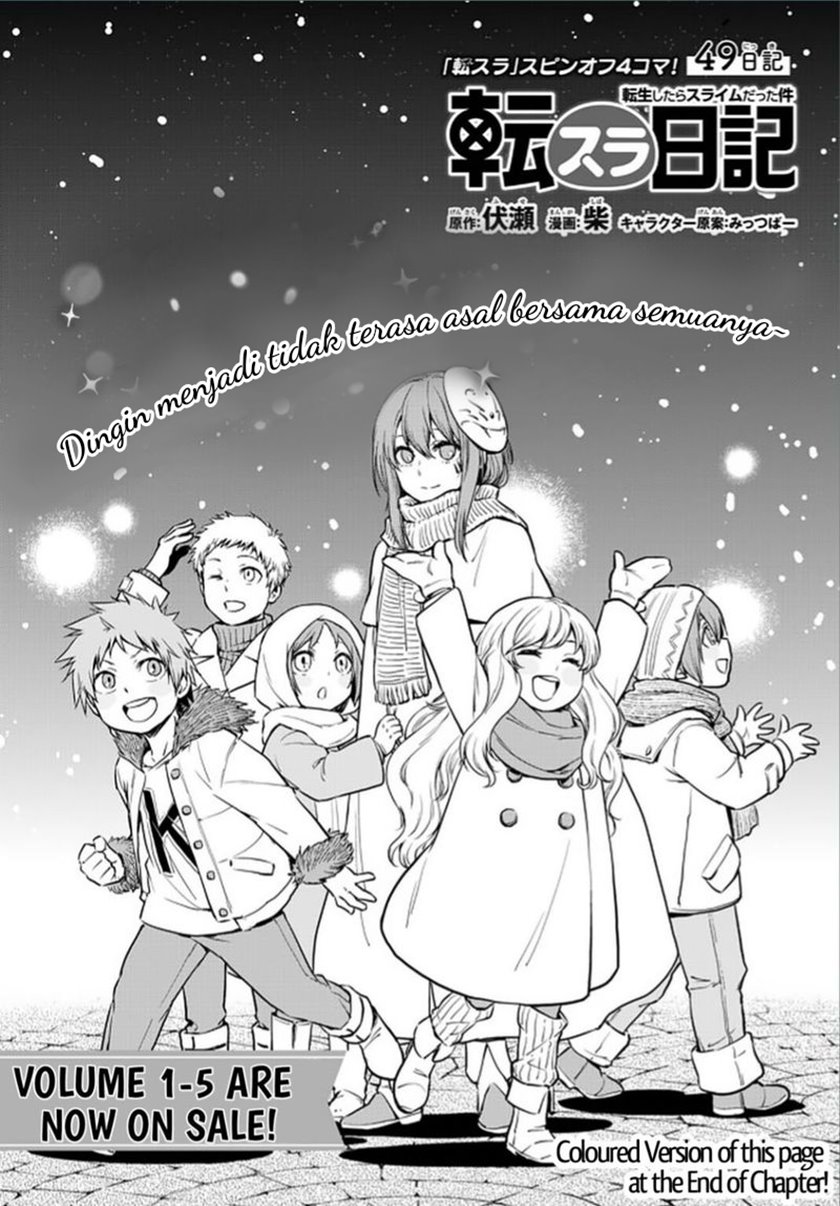 「転スラ」スピンオフ4コマ! 49日記
転生したらスライムだった件
転スラ日記
原作:伏瀬 漫画:柴 キャラクター原案:みっつばー
Dingin menjadi tidak terasa asal bersama semuanya~
K
VOLUME 1-5 ARE
NOW ON SALE!
Coloured Version of this page
at the End of Chapter!